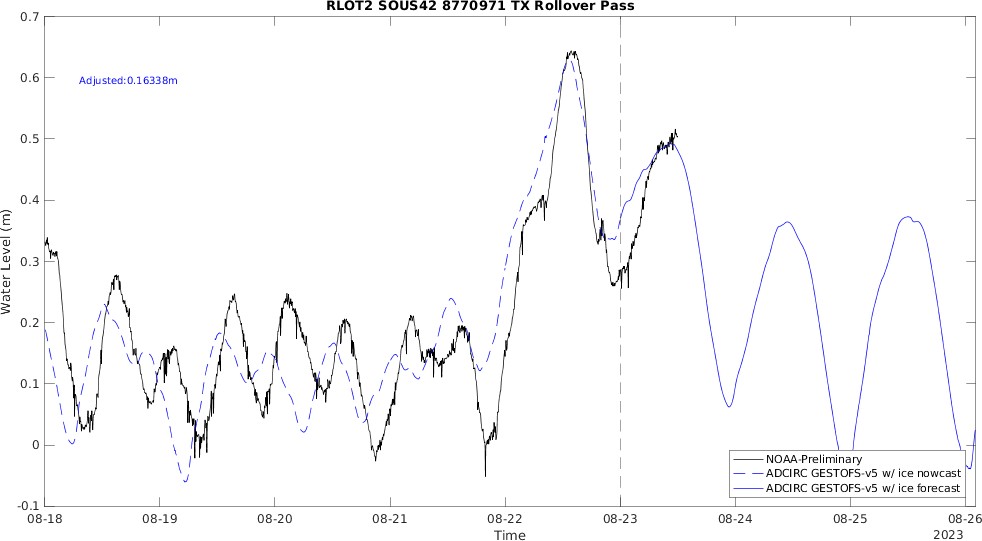 RLOT2 SOUS42 8770971 TX Rollover Pass
Adjusted:0.16338m
Water Level (m)
0.7
0.6
0.5
0.4
0.3
0.2
0.1
0
-0.1
08-18 08-19 08-20 08-21 08-22 08-23 08-24 08-25 08-26
Time
2023
NOAA-Preliminary
ADCIRC GESTOFS-v5 w/ ice nowcast
ADCIRC GESTOFS-v5 w/ ice forecast